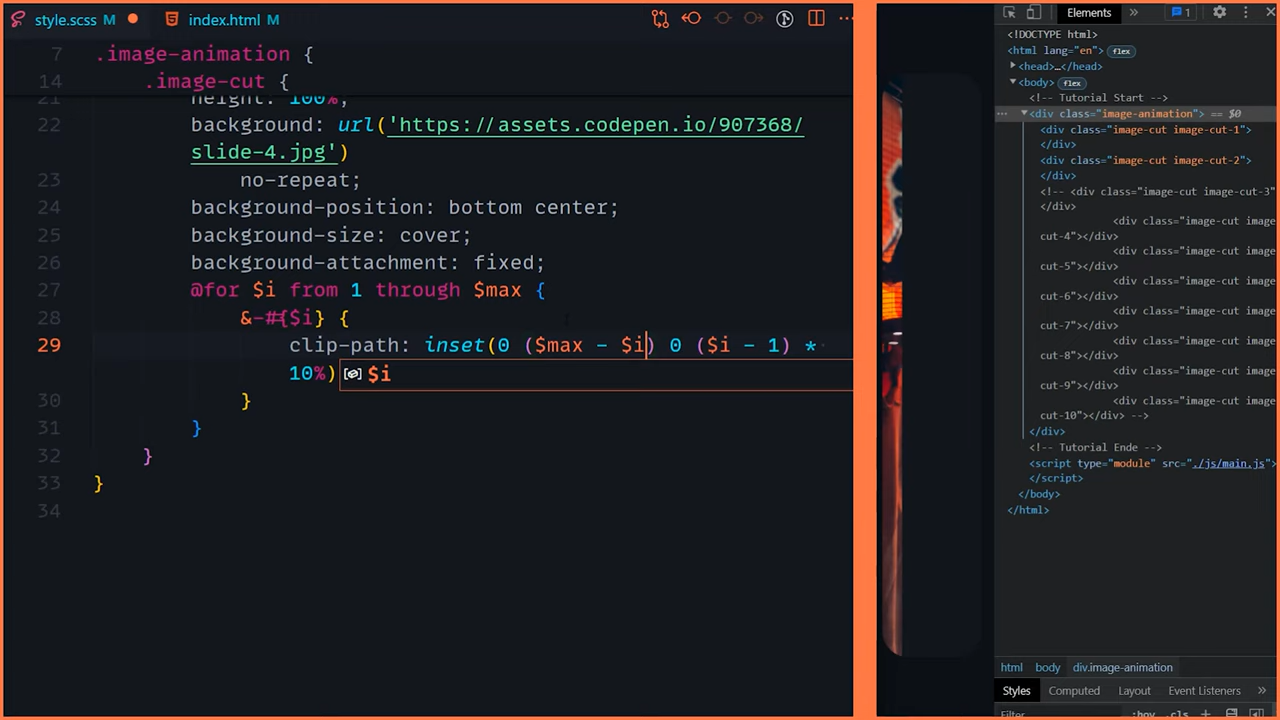 style.scss M
index.html M
7 .image-animation {
14 .image-cut {
21 height: 100%;
22 background: url('https://assets.codepen.io/907368/
slide-4.jpg')
23 no-repeat;
24 background-position: bottom center;
25 background-size: cover;
26 background-attachment: fixed;
27 @for $i from 1 through $max {
28 &-#{$i} {
29 clip-path: inset(0 ($max - $i) 0 ($i - 1) *
10%)
$i
30 }
31 }
32 }
33 }
34
Elements
1
<!DOCTYPE html>
<html lang="en"> flex
<head>…</head>
<body> flex
<!-- Tutorial Start -->
<div class="image-animation"> == $0
<div class="image-cut image-cut-1">
</div>
<div class="image-cut image-cut-2">
</div>
<!-- <div class="image-cut image-cut-3"
></div>
<div class="image-cut image-
cut-4"></div>
<div class="image-cut image-
cut-5"></div>
<div class="image-cut image-
cut-6"></div>
<div class="image-cut image-
cut-7"></div>
<div class="image-cut image-
cut-8"></div>
<div class="image-cut image-
cut-9"></div>
<div class="image-cut image-
cut-10"></div> -->
</div>
<!-- Tutorial Ende -->
<script type="module" src="./js/main.js">
</script>
</body>
</html>
html body div.image-animation
Styles Computed Layout Event Listeners
Filter :hov .cls